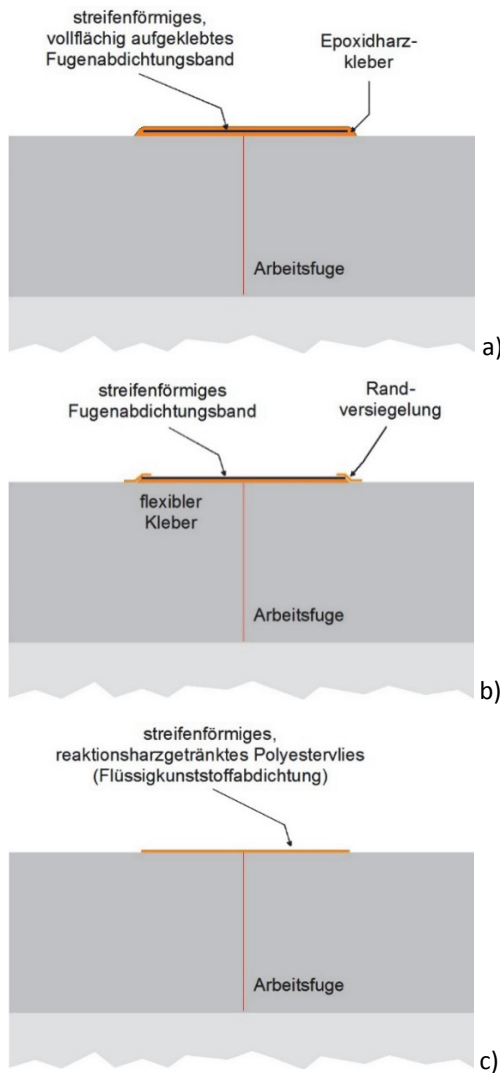 streifenförmiges,
vollflächig aufgeklebtes
Fugenabdichtungsband
Epoxidharz-
kleber
Arbeitsfuge
a)
streifenförmiges
Fugenabdichtungsband
Rand-
versiegelung
flexibler
Kleber
Arbeitsfuge
b)
streifenförmiges,
reaktionsharzgetränktes Polyestervlies
(Flüssigkunststoffabdichtung)
Arbeitsfuge
c)